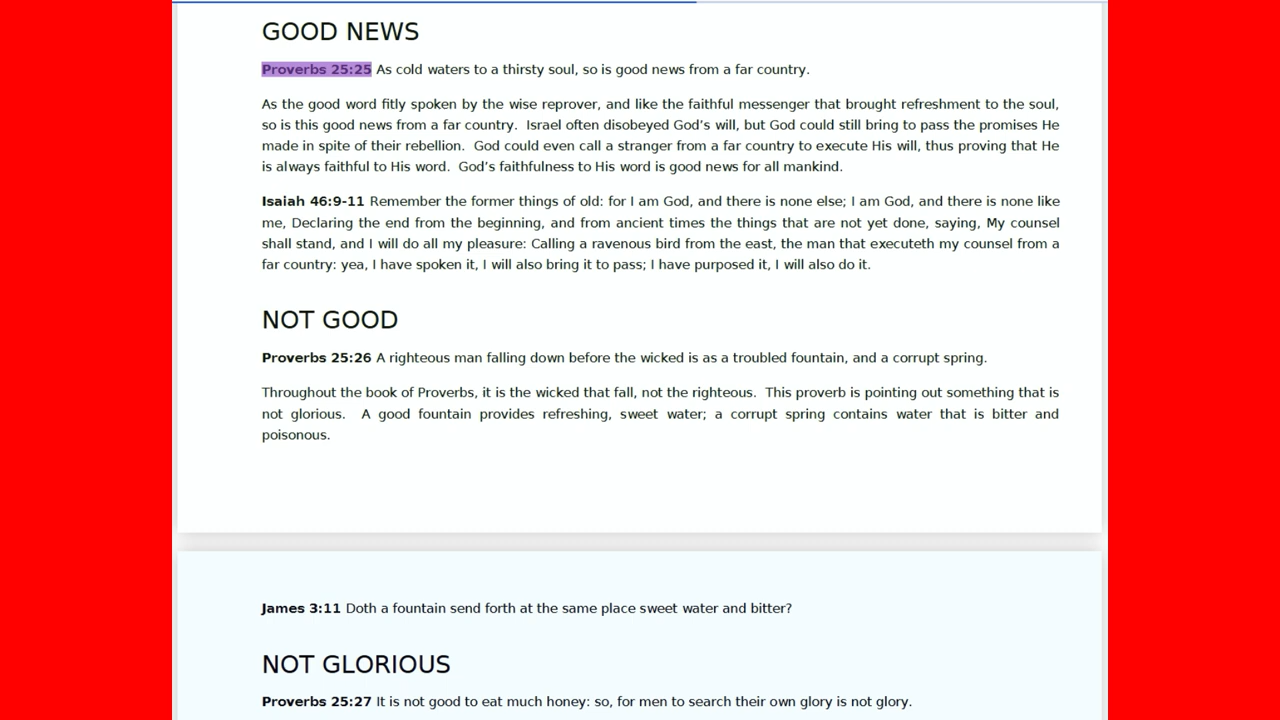 GOOD NEWS
Proverbs 25:25 As cold waters to a thirsty soul, so is good news from a far country.
As the good word fitly spoken by the wise reprover, and like the faithful messenger that brought refreshment to the soul,
so is this good news from a far country.  Israel often disobeyed God’s will, but God could still bring to pass the promises He
made in spite of their rebellion.  God could even call a stranger from a far country to execute His will, thus proving that He
is always faithful to His word.  God’s faithfulness to His word is good news for all mankind.
Isaiah 46:9-11 Remember the former things of old: for I am God, and there is none else; I am God, and there is none like
me, Declaring the end from the beginning, and from ancient times the things that are not yet done, saying, My counsel
shall stand, and I will do all my pleasure: Calling a ravenous bird from the east, the man that executeth my counsel from a
far country: yea, I have spoken it, I will also bring it to pass; I have purposed it, I will also do it.
NOT GOOD
Proverbs 25:26 A righteous man falling down before the wicked is as a troubled fountain, and a corrupt spring.
Throughout the book of Proverbs, it is the wicked that fall, not the righteous.  This proverb is pointing out something that is
not glorious.  A good fountain provides refreshing, sweet water; a corrupt spring contains water that is bitter and
poisonous.
James 3:11 Doth a fountain send forth at the same place sweet water and bitter?
NOT GLORIOUS
Proverbs 25:27 It is not good to eat much honey: so, for men to search their own glory is not glory.